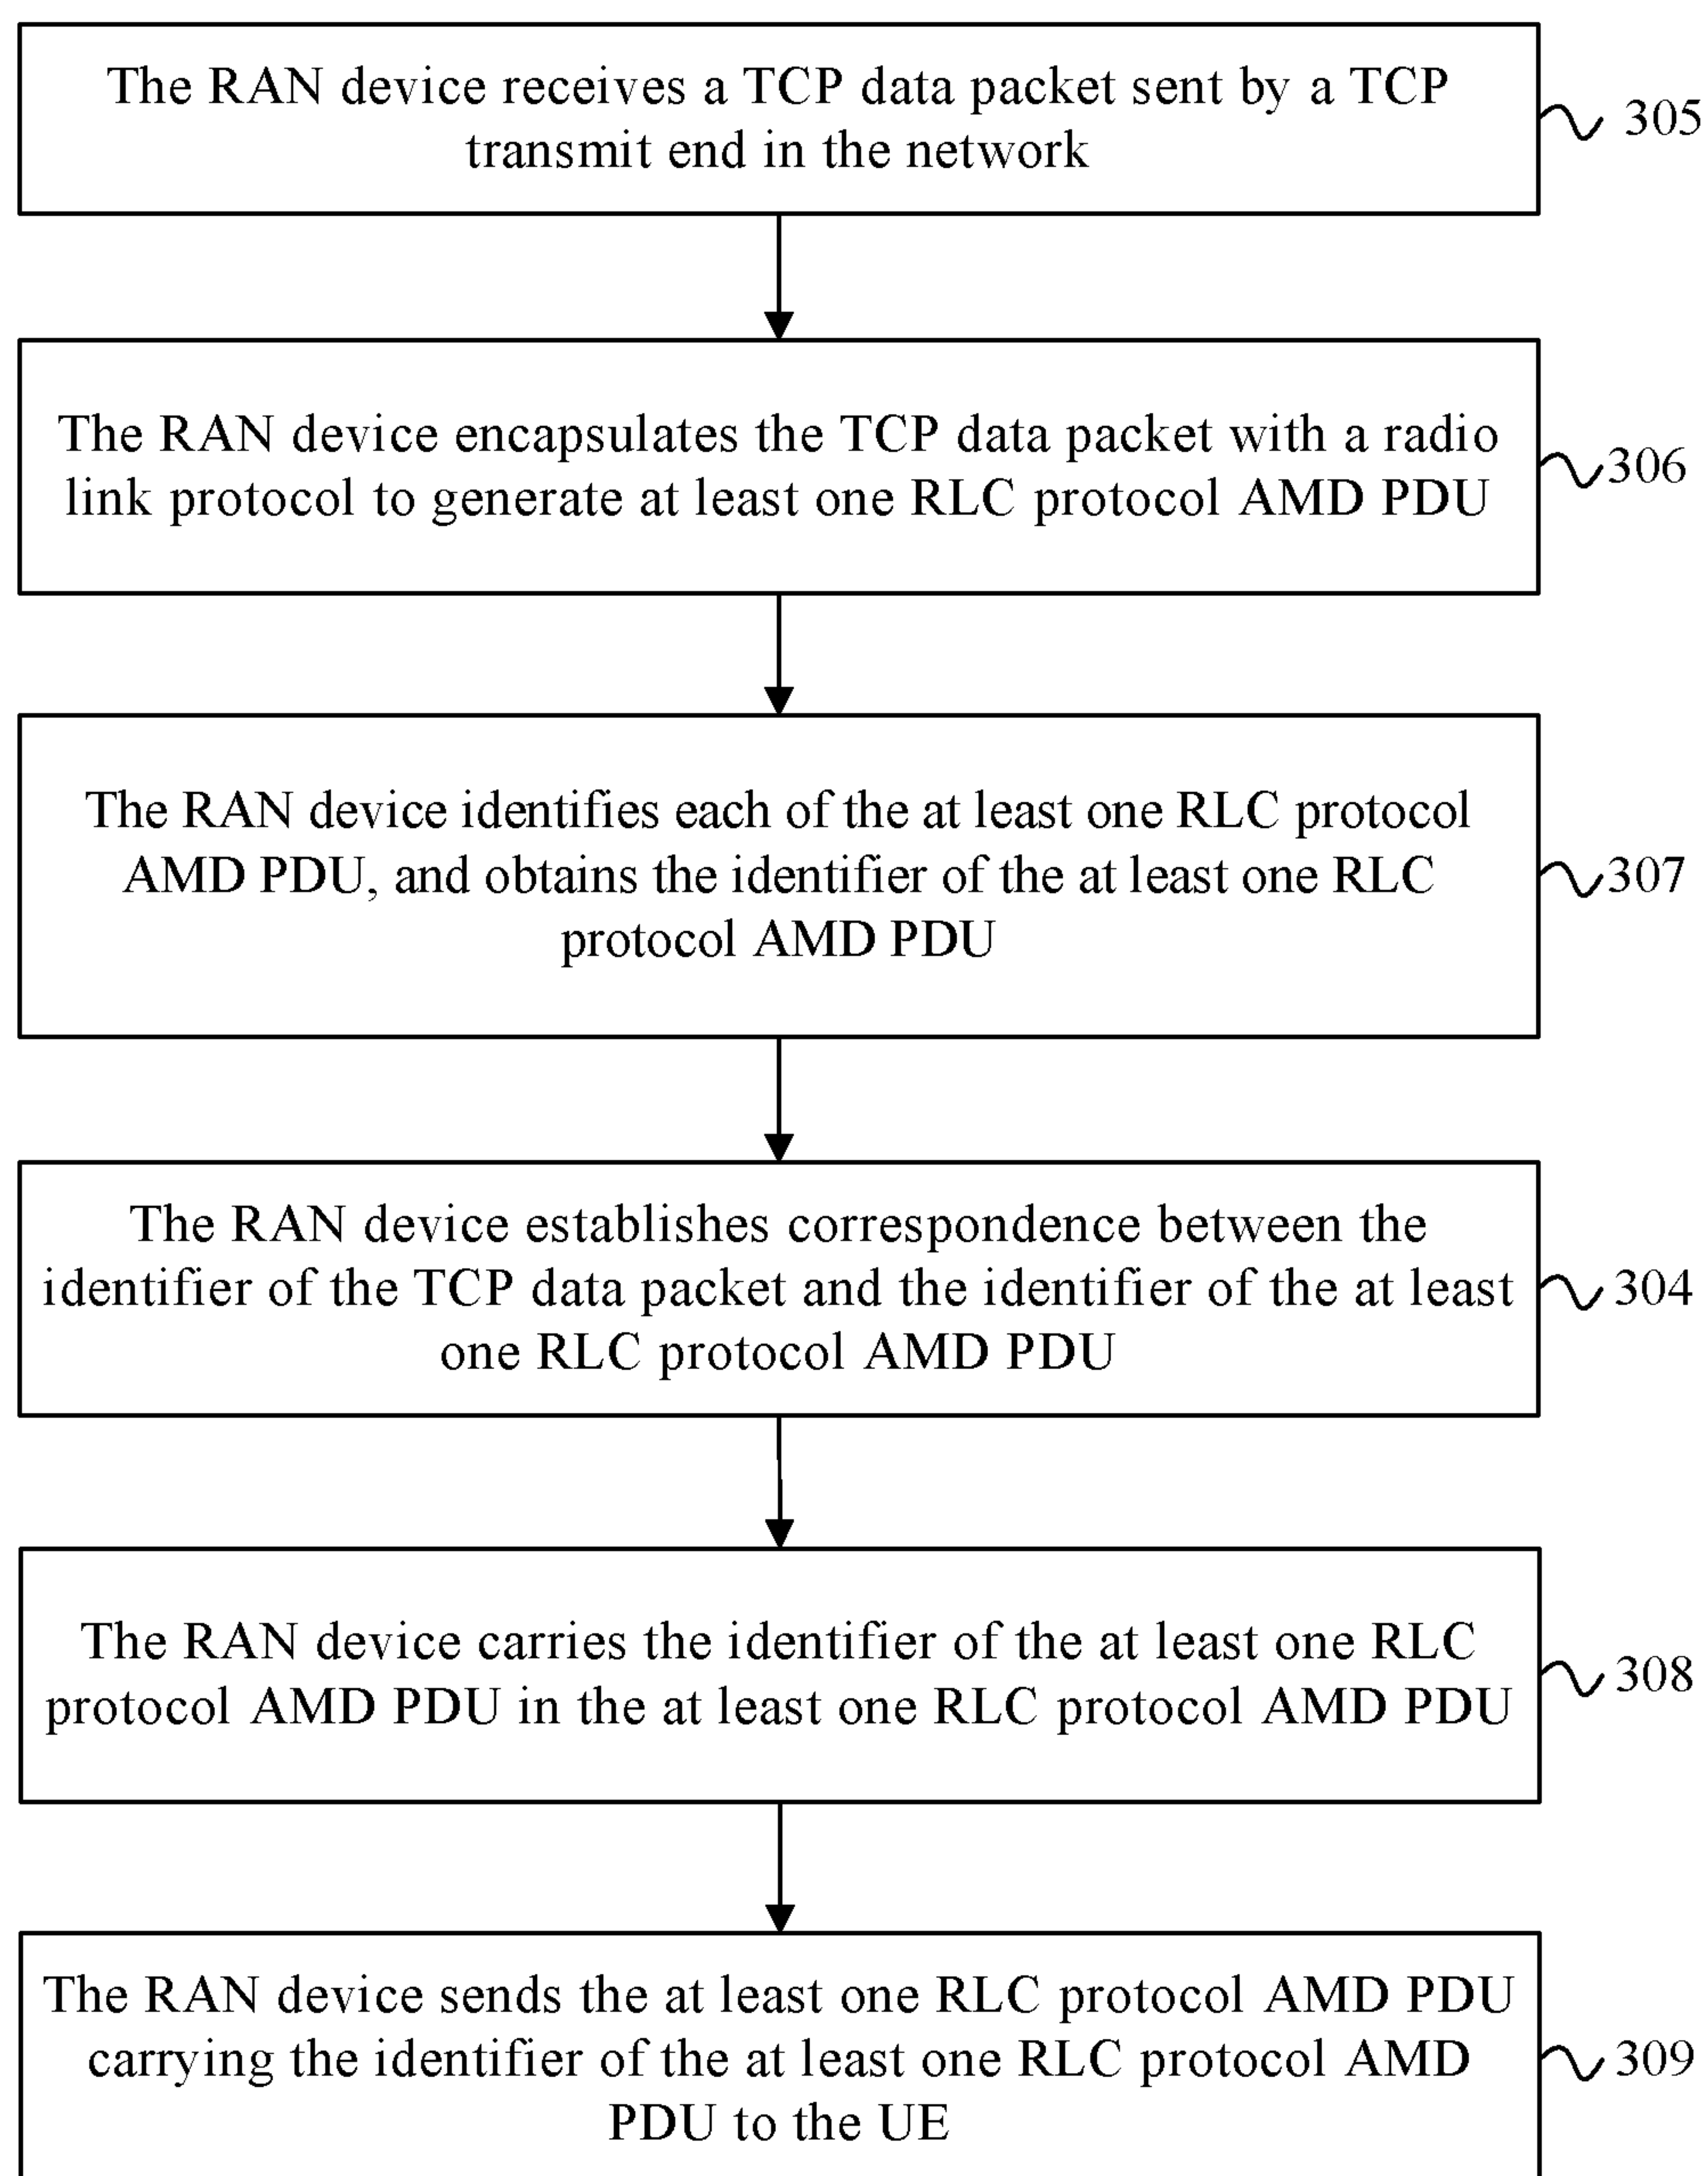 The RAN device receives a TCP data packet sent by a TCP
transmit end in the network
305
The RAN device encapsulates the TCP data packet with a radio
link protocol to generate at least one RLC protocol AMD PDU
306
The RAN device identifies each of the at least one RLC protocol
AMD PDU, and obtains the identifier of the at least one RLC
protocol AMD PDU
307
The RAN device establishes correspondence between the
identifier of the TCP data packet and the identifier of the at least
one RLC protocol AMD PDU
304
The RAN device carries the identifier of the at least one RLC
protocol AMD PDU in the at least one RLC protocol AMD PDU
308
The RAN device sends the at least one RLC protocol AMD PDU
carrying the identifier of the at least one RLC protocol AMD
PDU to the UE
309